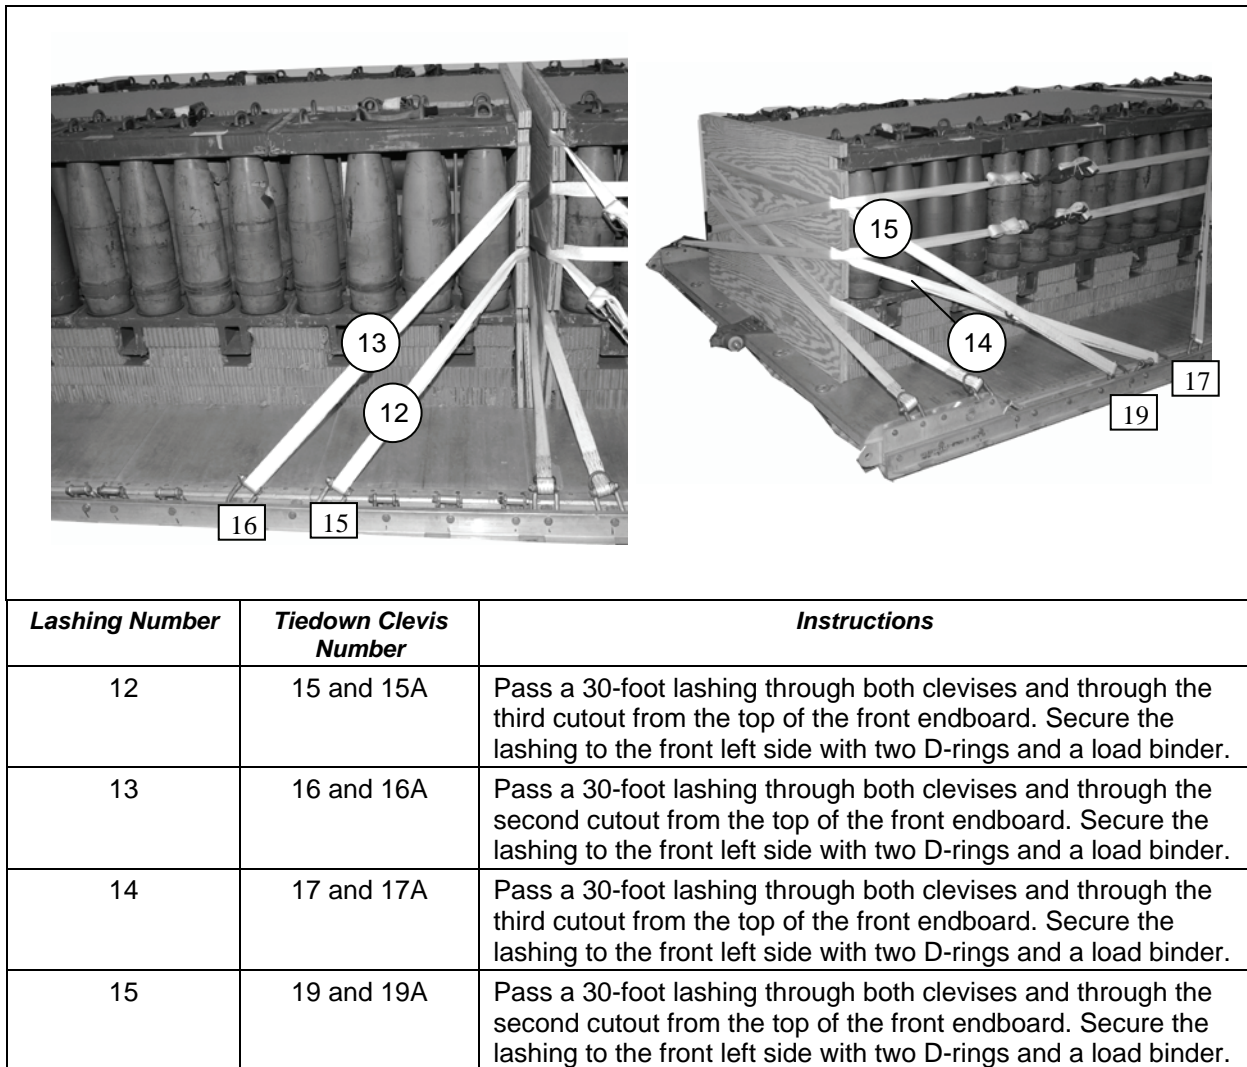 13
12
16
15
15
14
17
19
Lashing Number
Tiedown Clevis
Number
Instructions
12
15 and 15A
Pass a 30-foot lashing through both clevises and through the
third cutout from the top of the front endboard. Secure the
lashing to the front left side with two D-rings and a load binder.
13
16 and 16A
Pass a 30-foot lashing through both clevises and through the
second cutout from the top of the front endboard. Secure the
lashing to the front left side with two D-rings and a load binder.
14
17 and 17A
Pass a 30-foot lashing through both clevises and through the
third cutout from the top of the front endboard. Secure the
lashing to the front left side with two D-rings and a load binder.
15
19 and 19A
Pass a 30-foot lashing through both clevises and through the
second cutout from the top of the front endboard. Secure the
lashing to the front left side with two D-rings and a load binder.